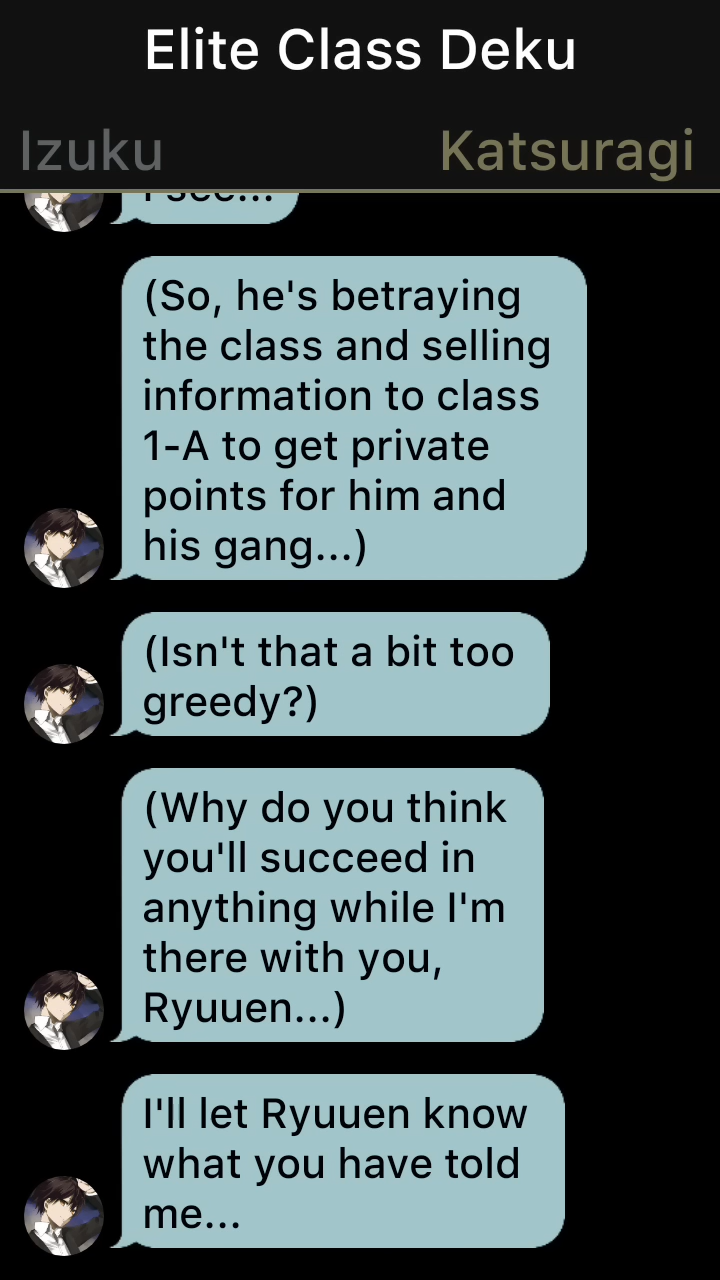 Elite Class Deku
Izuku
Katsuragi
I see...
(So, he's betraying
the class and selling
information to class
1-A to get private
points for him and
his gang...)
(Isn't that a bit too
greedy?)
(Why do you think
you'll succeed in
anything while I'm
there with you,
Ryuuen...)
I'll let Ryuuen know
what you have told
me...